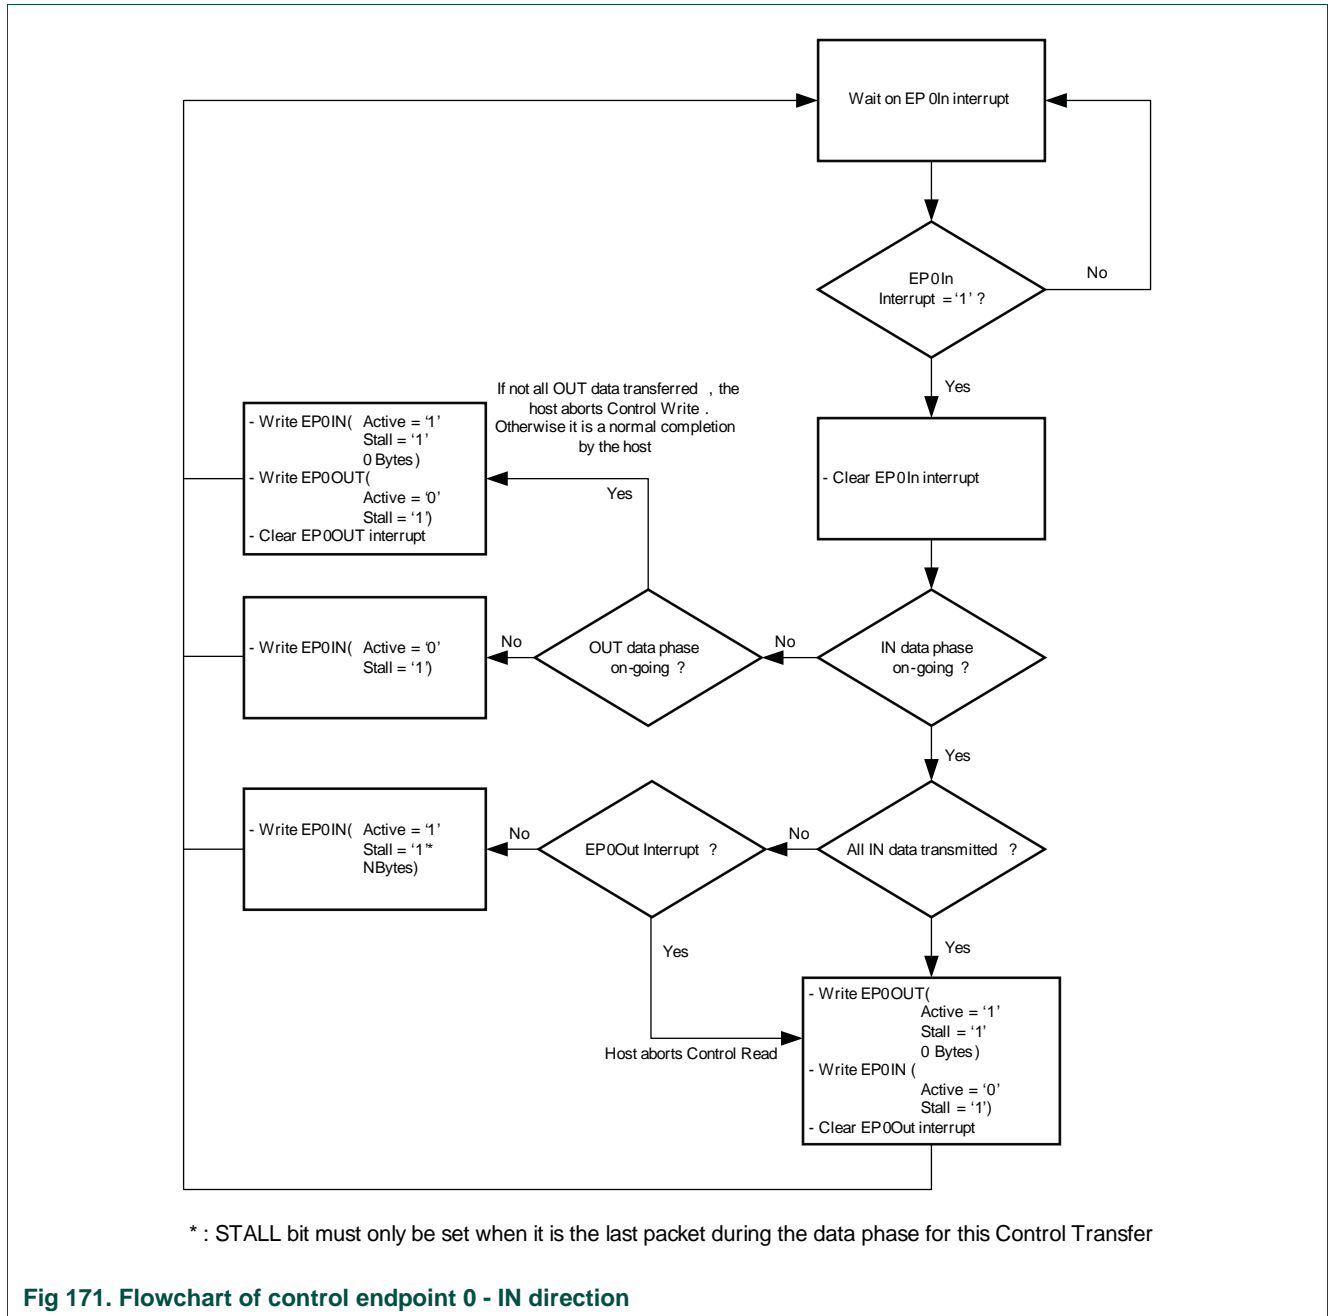 Wait on EP0In interrupt
EP0In
Interrupt = ‘1’ ?
No
Yes
If not all OUT data transferred , the
host aborts Control Write .
Otherwise it is a normal completion
by the host
- Write EP0IN( Active = ‘1’
Stall = ‘1’
0 Bytes)
- Write EP0OUT(
Active = ‘0’
Stall = ‘1’)
- Clear EP0OUT interrupt
Yes
- Clear EP0In interrupt
- Write EP0IN( Active = ‘0’
Stall = ‘1’)
No
OUT data phase
on-going ?
No
IN data phase
on-going ?
Yes
- Write EP0IN( Active = ‘1’
Stall = ‘1’*
NBytes)
No
EP0Out Interrupt ?
No
All IN data transmitted ?
Yes
Yes
Host aborts Control Read
- Write EP0OUT(
Active = ‘1’
Stall = ‘1’
0 Bytes)
- Write EP0IN (
Active = ‘0’
Stall = ‘1’)
- Clear EP0Out interrupt
* : STALL bit must only be set when it is the last packet during the data phase for this Control Transfer
Fig 171. Flowchart of control endpoint 0 - IN direction